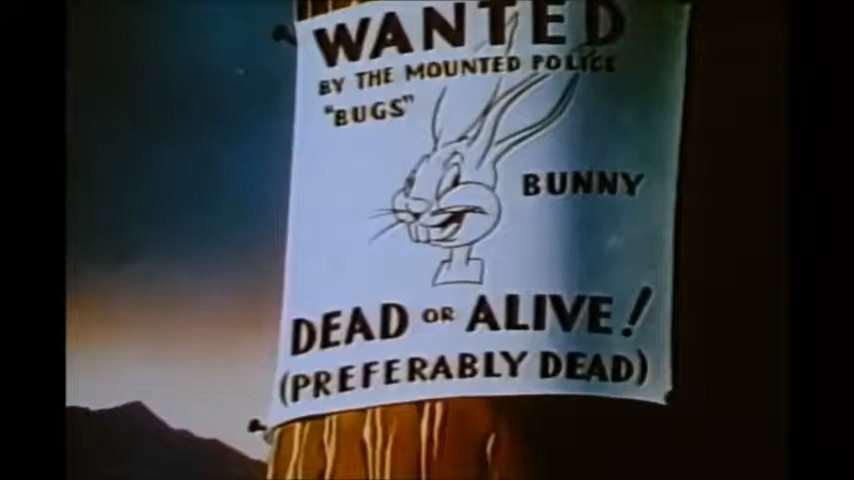 WANTED
BY THE MOUNTED POLICE
"BUGS"
BUNNY
DEAD OR ALIVE!
(PREFERABLY DEAD)